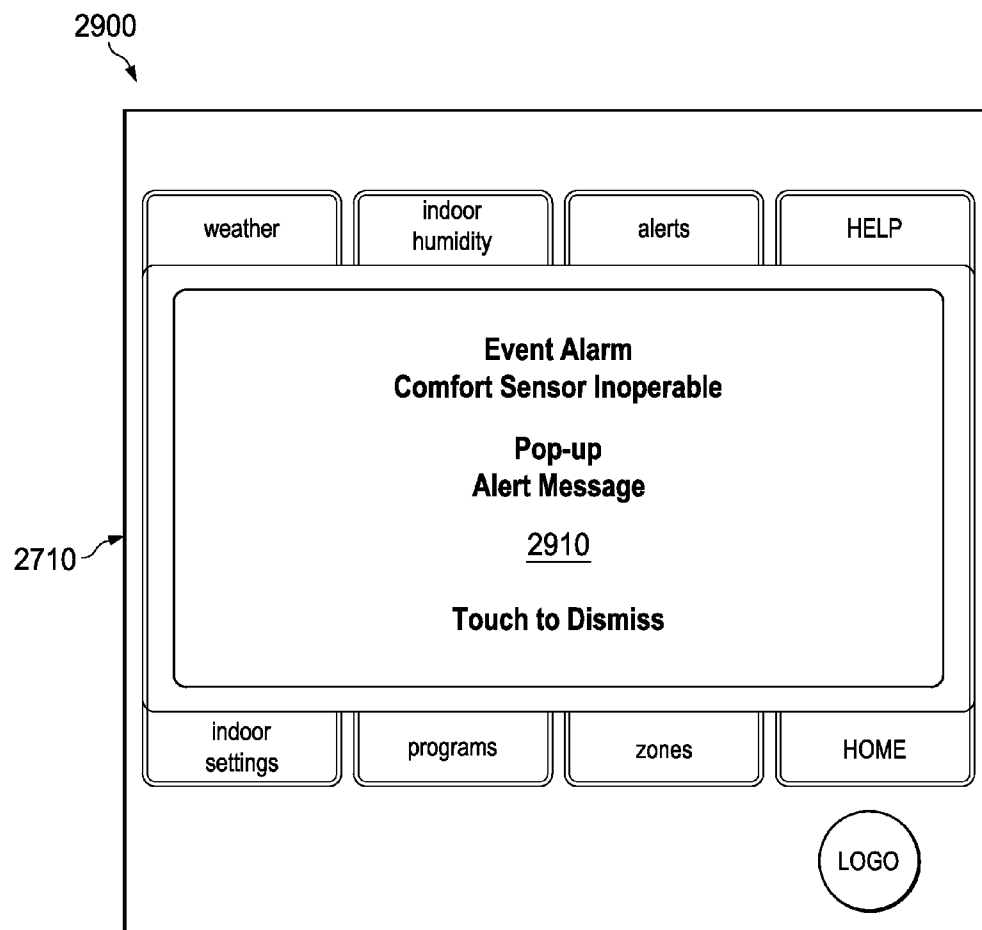 2900
weather
indoor
humidity
alerts
HELP
Event Alarm
Comfort Sensor Inoperable
Pop-up
Alert Message
2910
2710
Touch to Dismiss
indoor
settings
programs
zones
HOME
LOGO